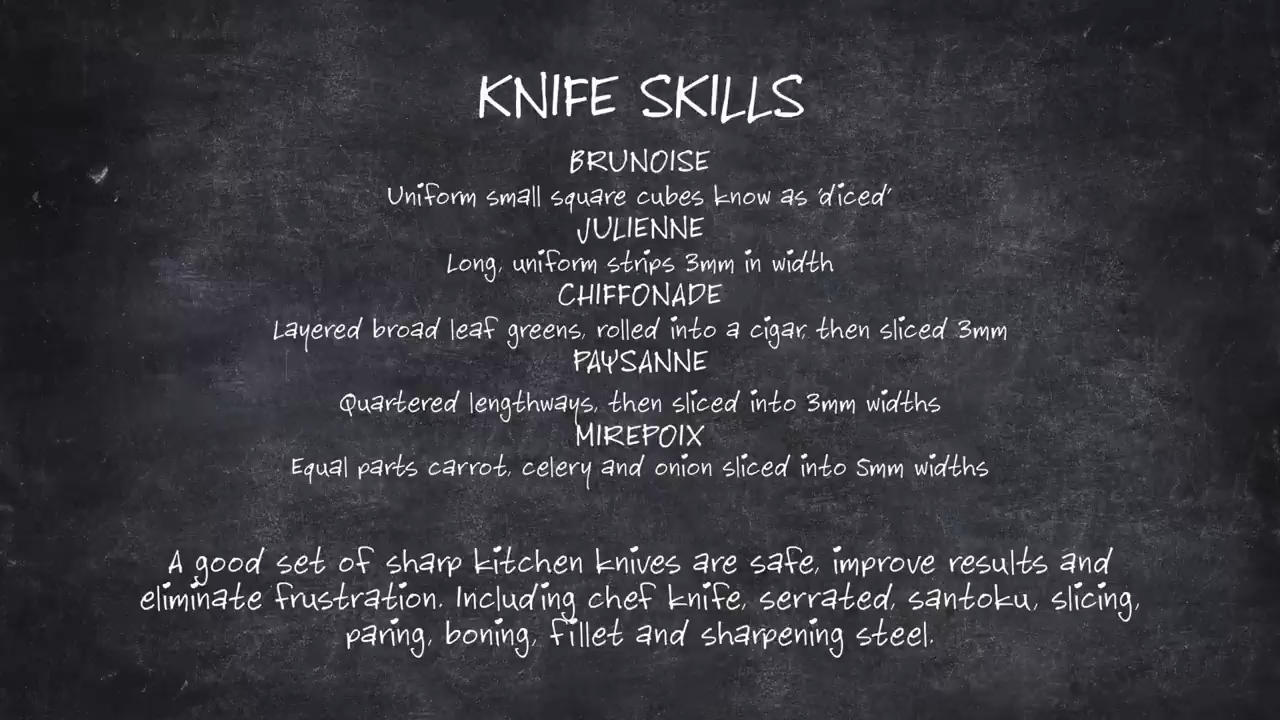 KNIFE SKILLS
BRUNOISE
Uniform small square cubes know as 'diced'
JULIENNE
Long, uniform strips 3mm in width
CHIFFONADE
Layered broad leaf greens, rolled into a cigar, then sliced 3mm
PAYSANNE
Quartered lengthways, then sliced into 3mm widths
MIREPOIX
Equal parts carrot, celery and onion sliced into 5mm widths
A good set of sharp kitchen knives are safe, improve results and
eliminate frustration. Including chef knife, serrated, santoku, slicing,
paring, boning, fillet and sharpening steel.